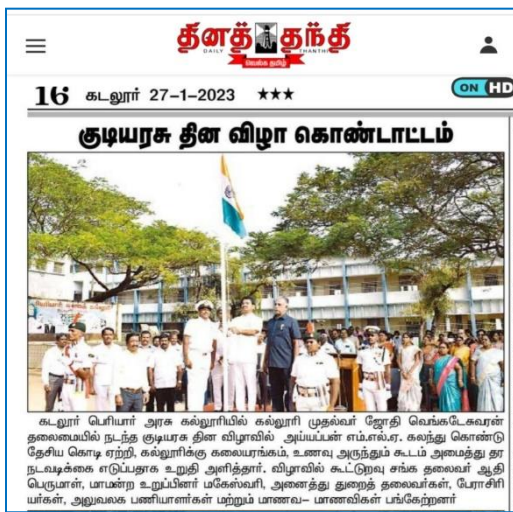 தினத் தந்தி
DAILY THANTHI
வெல்க தமிழ்
16 கடலூர் 27-1-2023 ★★★
ON HD
குடியரசு தின விழா கொண்டாட்டம்
கடலூர் பெரியார் அரசு கல்லூரியில் கல்லூரி முதல்வர் ஜோதி வெங்கடேசுவரன்
தலைமையில் நடந்த குடியரசு தின விழாவில் அய்யப்பன் எம்.எல்.ஏ. கலந்து கொண்டு
தேசிய கொடி ஏற்றி, கல்லூரிக்கு கலையரங்கம், உணவு அருந்தும் கூடம் அமைத்து தர
நடவடிக்கை எடுப்பதாக உறுதி அளித்தார். விழாவில் கூட்டுறவு சங்க தலைவர் ஆதி
பெருமாள், மாமன்ற உறுப்பினர் மகேஸ்வரி, அனைத்து துறைத் தலைவர்கள், பேராசிரி
யர்கள், அலுவலக பணியாளர்கள் மற்றும் மாணவ- மாணவிகள் பங்கேற்றனர்